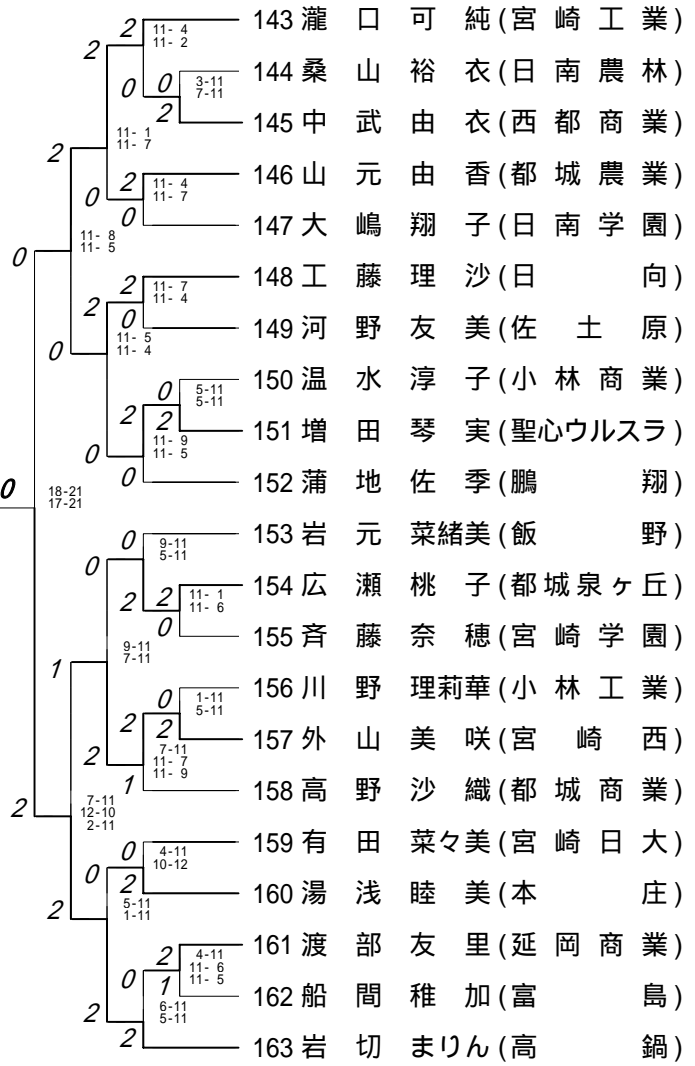 2 11- 4 143 瀧 口 可 純 (宮 崎 工 業)
11- 2
0 0 3-11 144 桑 山 裕 衣 (日 南 農 林)
7-11
2 145 中 武 由 衣 (西 都 商 業)
11- 1
11- 7
2
2 11- 4 146 山 元 由 香 (都 城 農 業)
11- 7
0 0 147 大 嶋 翔 子 (日 南 学 園)
11- 8
11- 5
0
2 2 11- 7 148 工 藤 理 沙 (日 向)
11- 4
0 149 河 野 友 美 (佐 土 原)
11- 5
11- 4
0
0 5-11 150 温 水 淳 子 (小 林 商 業)
5-11
2 2 151 増 田 琴 実 (聖心ウルスラ)
11- 9
11- 5
0 0 152 蒲 地 佐 季 (鵬 翔)
0 18-21
17-21
0 0 9-11 153 岩 元 菜緒美 (飯 野)
5-11
2 2 11- 1 154 広 瀬 桃 子 (都 城 泉 ヶ 丘)
11- 6
0 155 斉 藤 奈 穂 (宮 崎 学 園)
9-11
7-11
1
0 1-11 156 川 野 理莉華 (小 林 工 業)
5-11
2 2 2 157 外 山 美 咲 (宮 崎 西)
7-11
11- 7
11- 9
1 158 高 野 沙 織 (都 城 商 業)
2 7-11
12-10
2-11
0 0 4-11 159 有 田 菜々美 (宮 崎 日 大)
10-12
2 160 湯 浅 睦 美 (本 庄)
5-11
1-11
2
0 2 4-11 161 渡 部 友 里 (延 岡 商 業)
11- 6
11- 5
1 162 船 間 稚 加 (富 島)
6-11
5-11
2 2 163 岩 切 まりん (高 鍋)